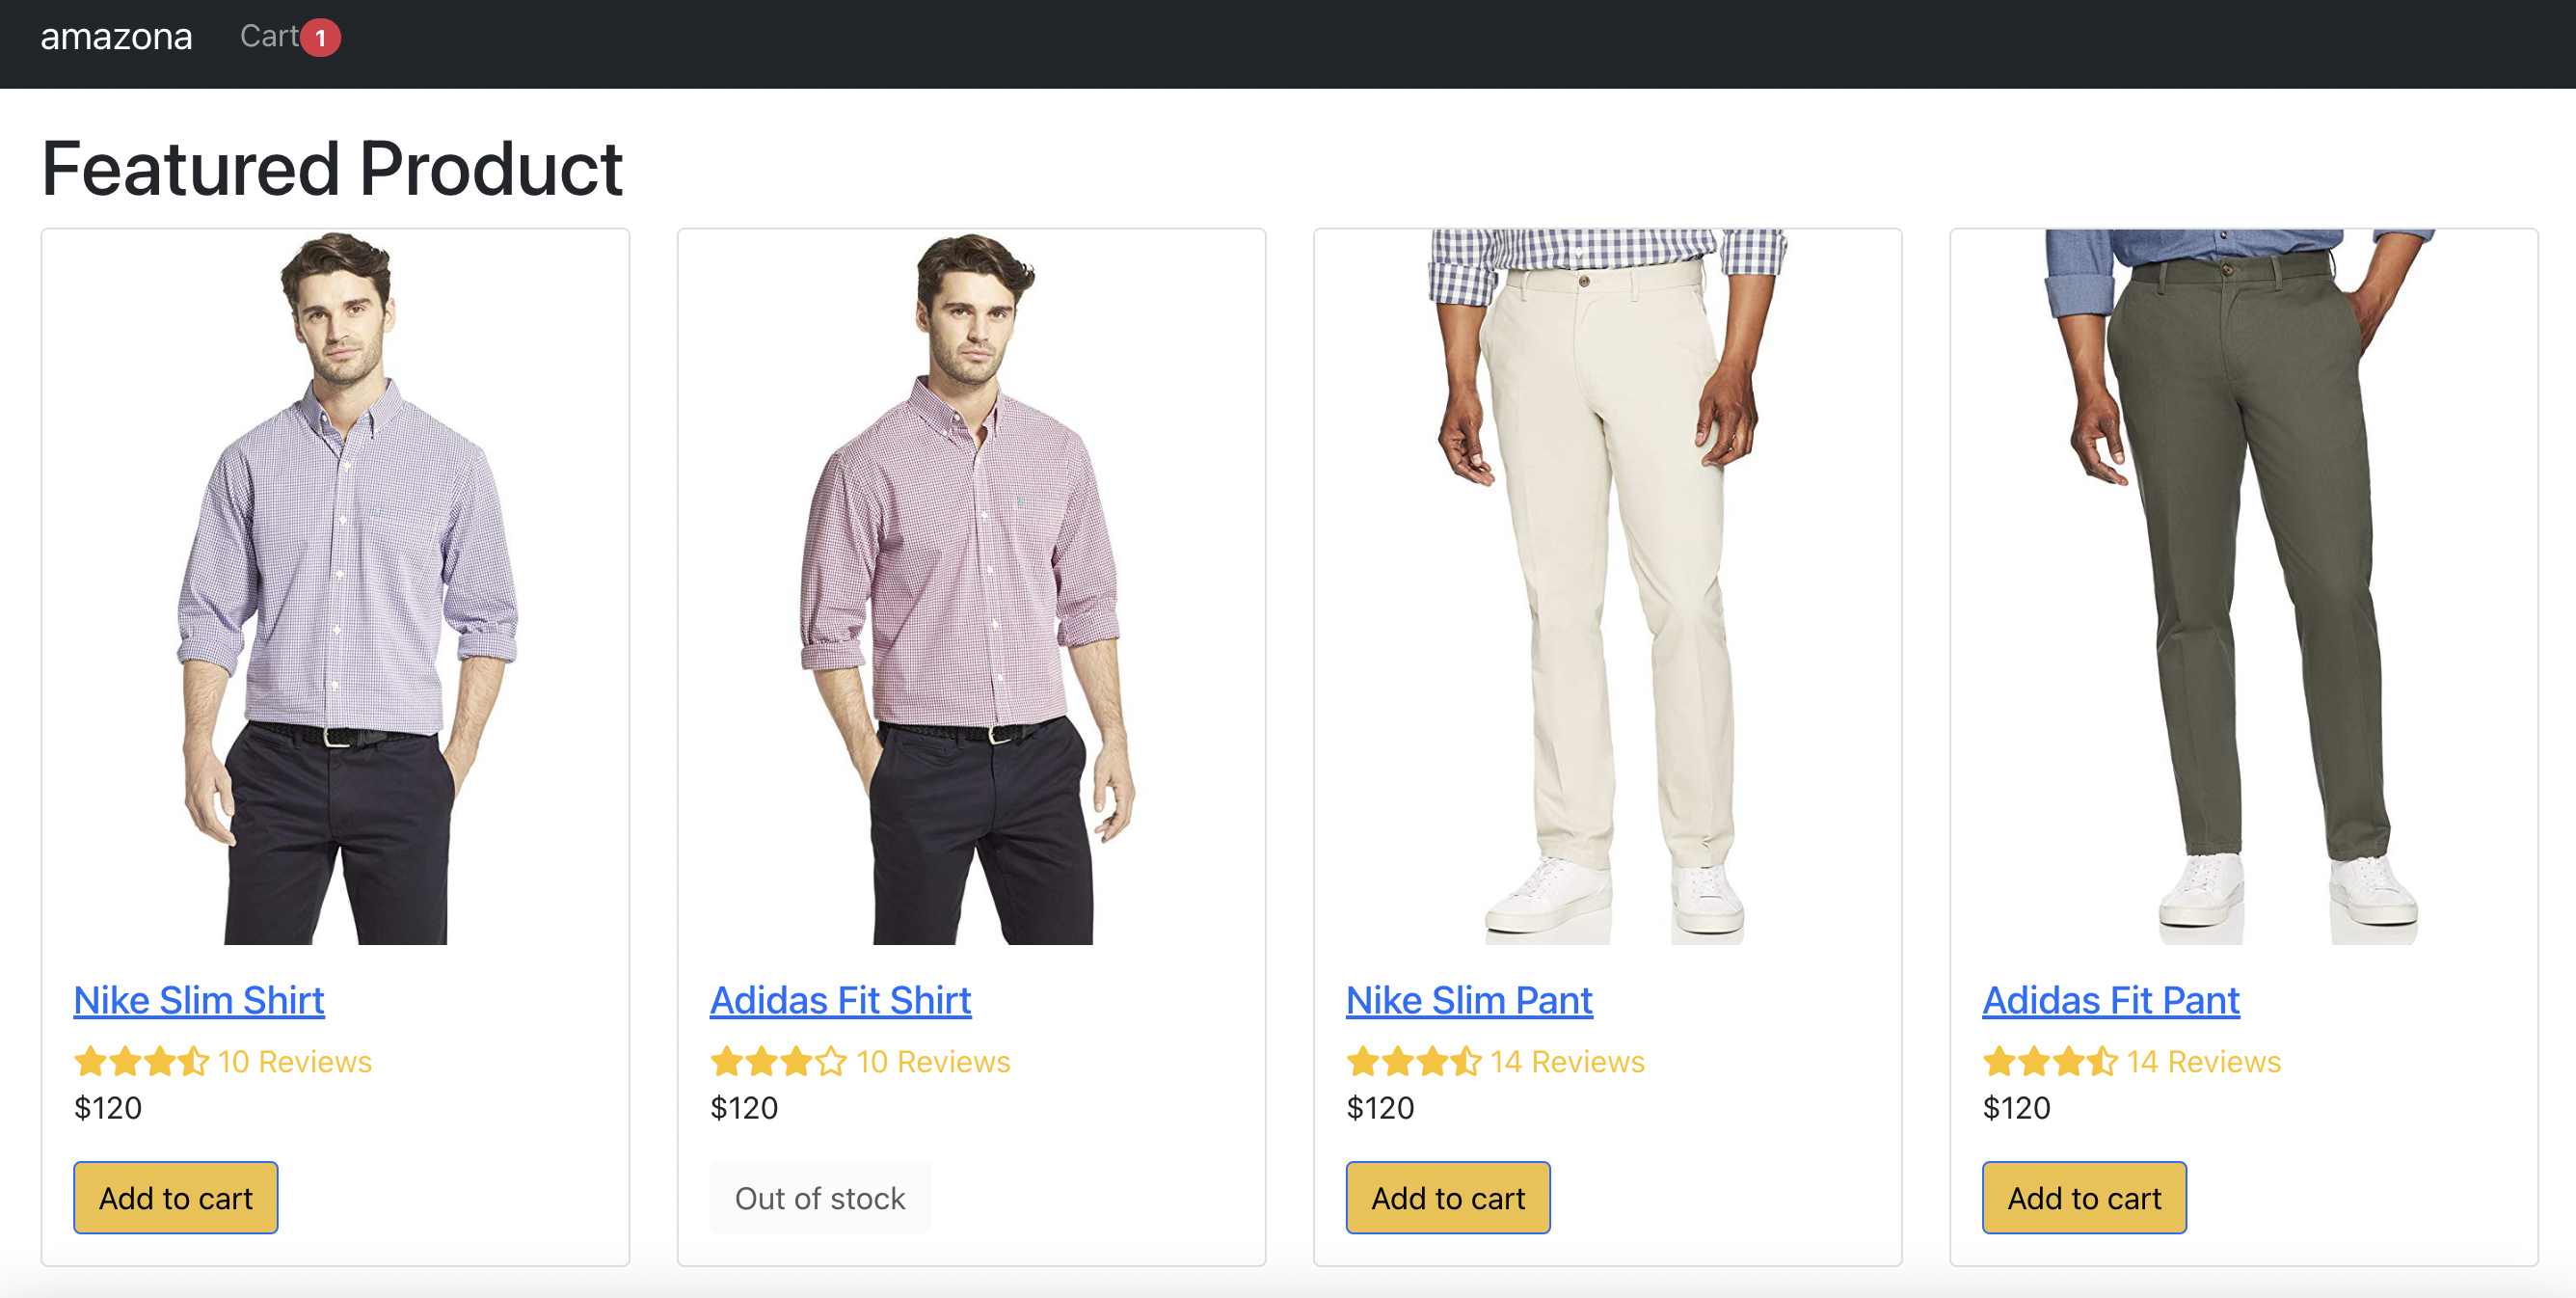 amazona Cart 1
Featured Product
Nike Slim Shirt
10 Reviews
$120
Add to cart
Adidas Fit Shirt
10 Reviews
$120
Out of stock
Nike Slim Pant
14 Reviews
$120
Add to cart
Adidas Fit Pant
14 Reviews
$120
Add to cart